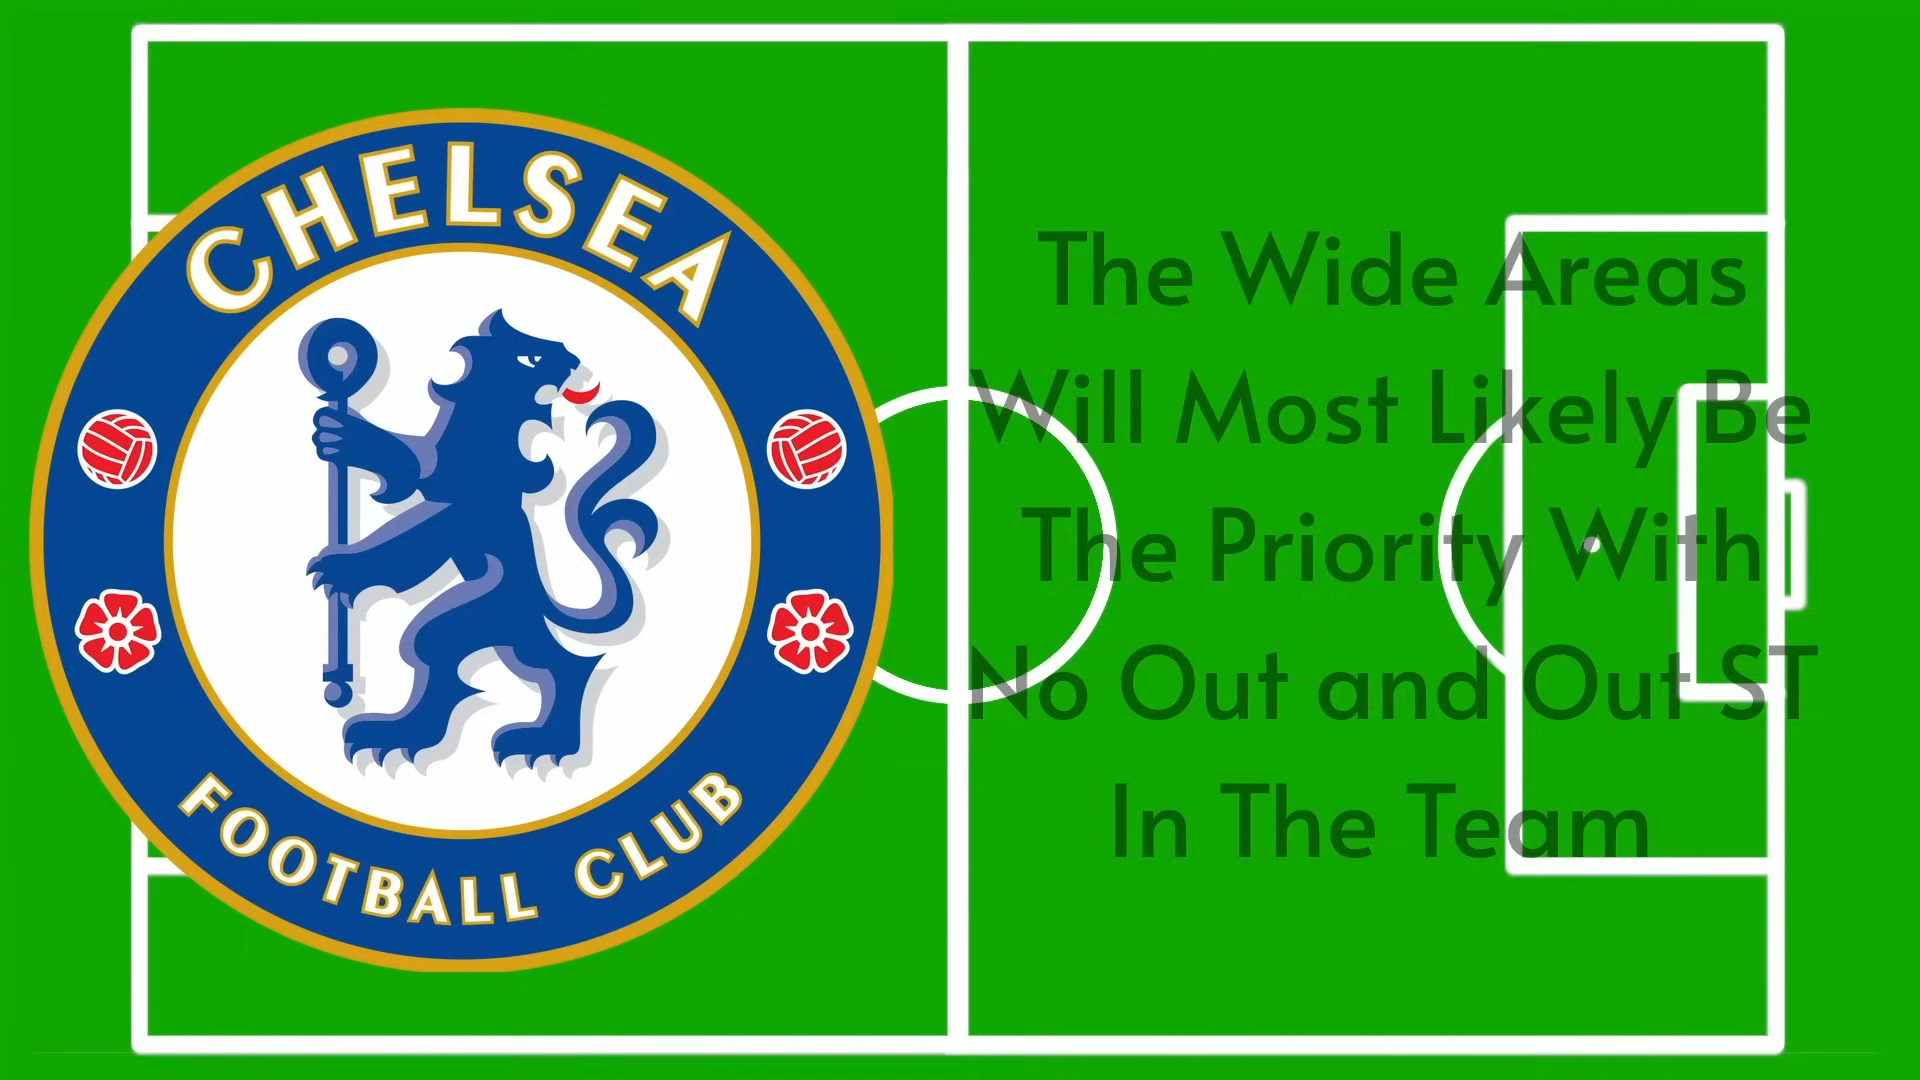 CHELSEA
FOOTBALL CLUB
The Wide Areas
Will Most Likely Be
The Priority With
No Out and Out ST
In The Team